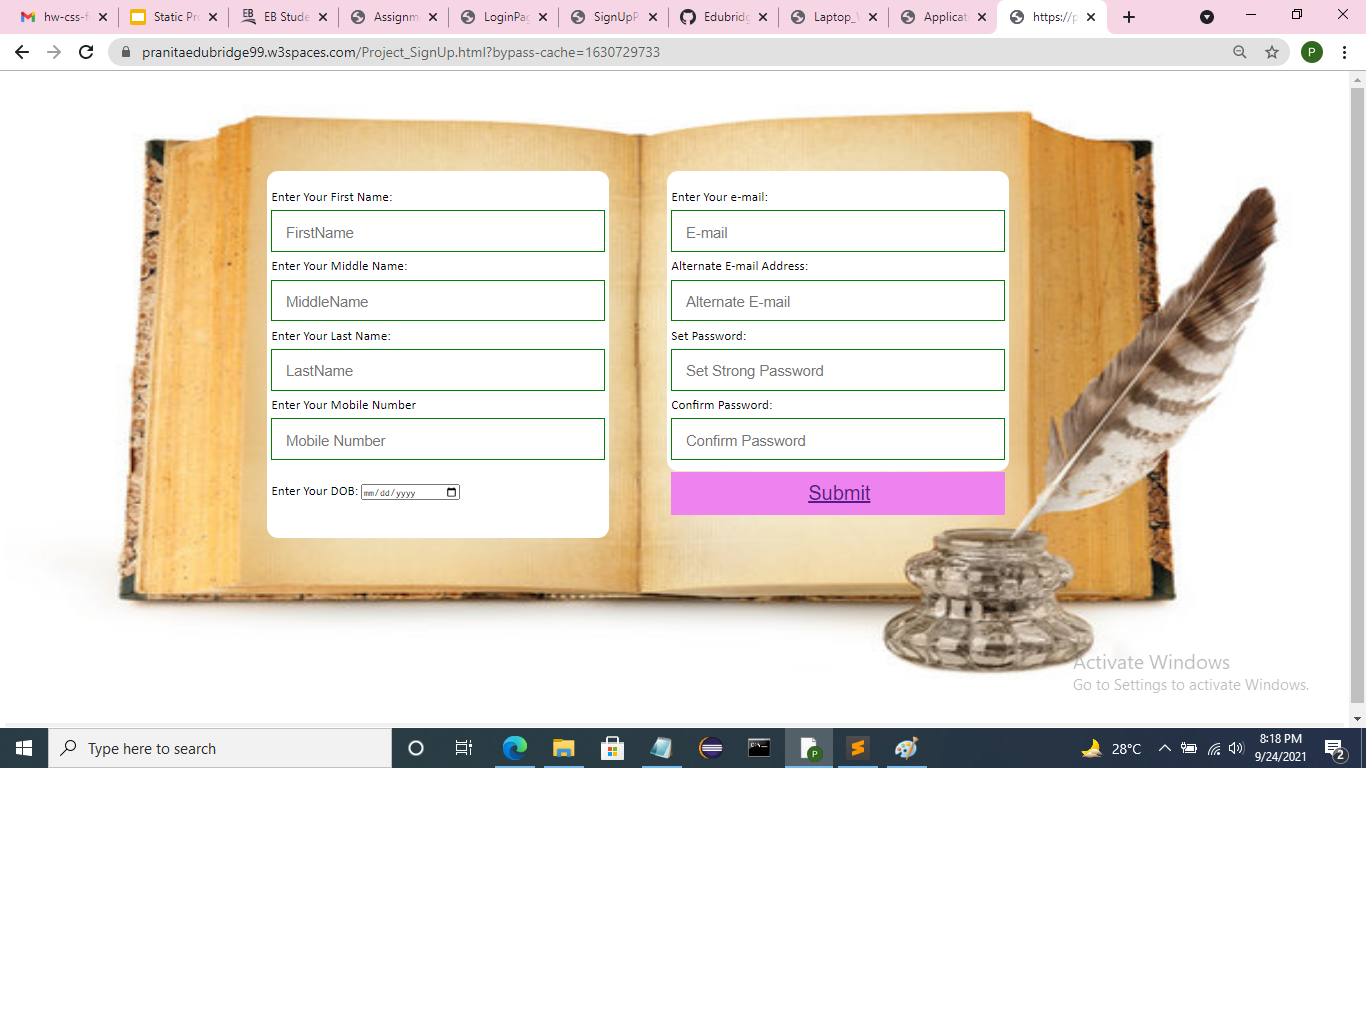 hw-css-f
Static Pr
EB Stude
Assignm
LoginPag
SignUpP
Edubridg
Laptop_
Applicat
https://p
pranitaedubridge99.w3spaces.com/Project_SignUp.html?bypass-cache=1630729733
P
Enter Your First Name:
FirstName
Enter Your Middle Name:
MiddleName
Enter Your Last Name:
LastName
Enter Your Mobile Number
Mobile Number
Enter Your DOB: mm/dd/yyyy
Enter Your e-mail:
E-mail
Alternate E-mail Address:
Alternate E-mail
Set Password:
Set Strong Password
Confirm Password:
Confirm Password
Submit
Activate Windows
Go to Settings to activate Windows.
Type here to search
28°C
8:18 PM
9/24/2021
2